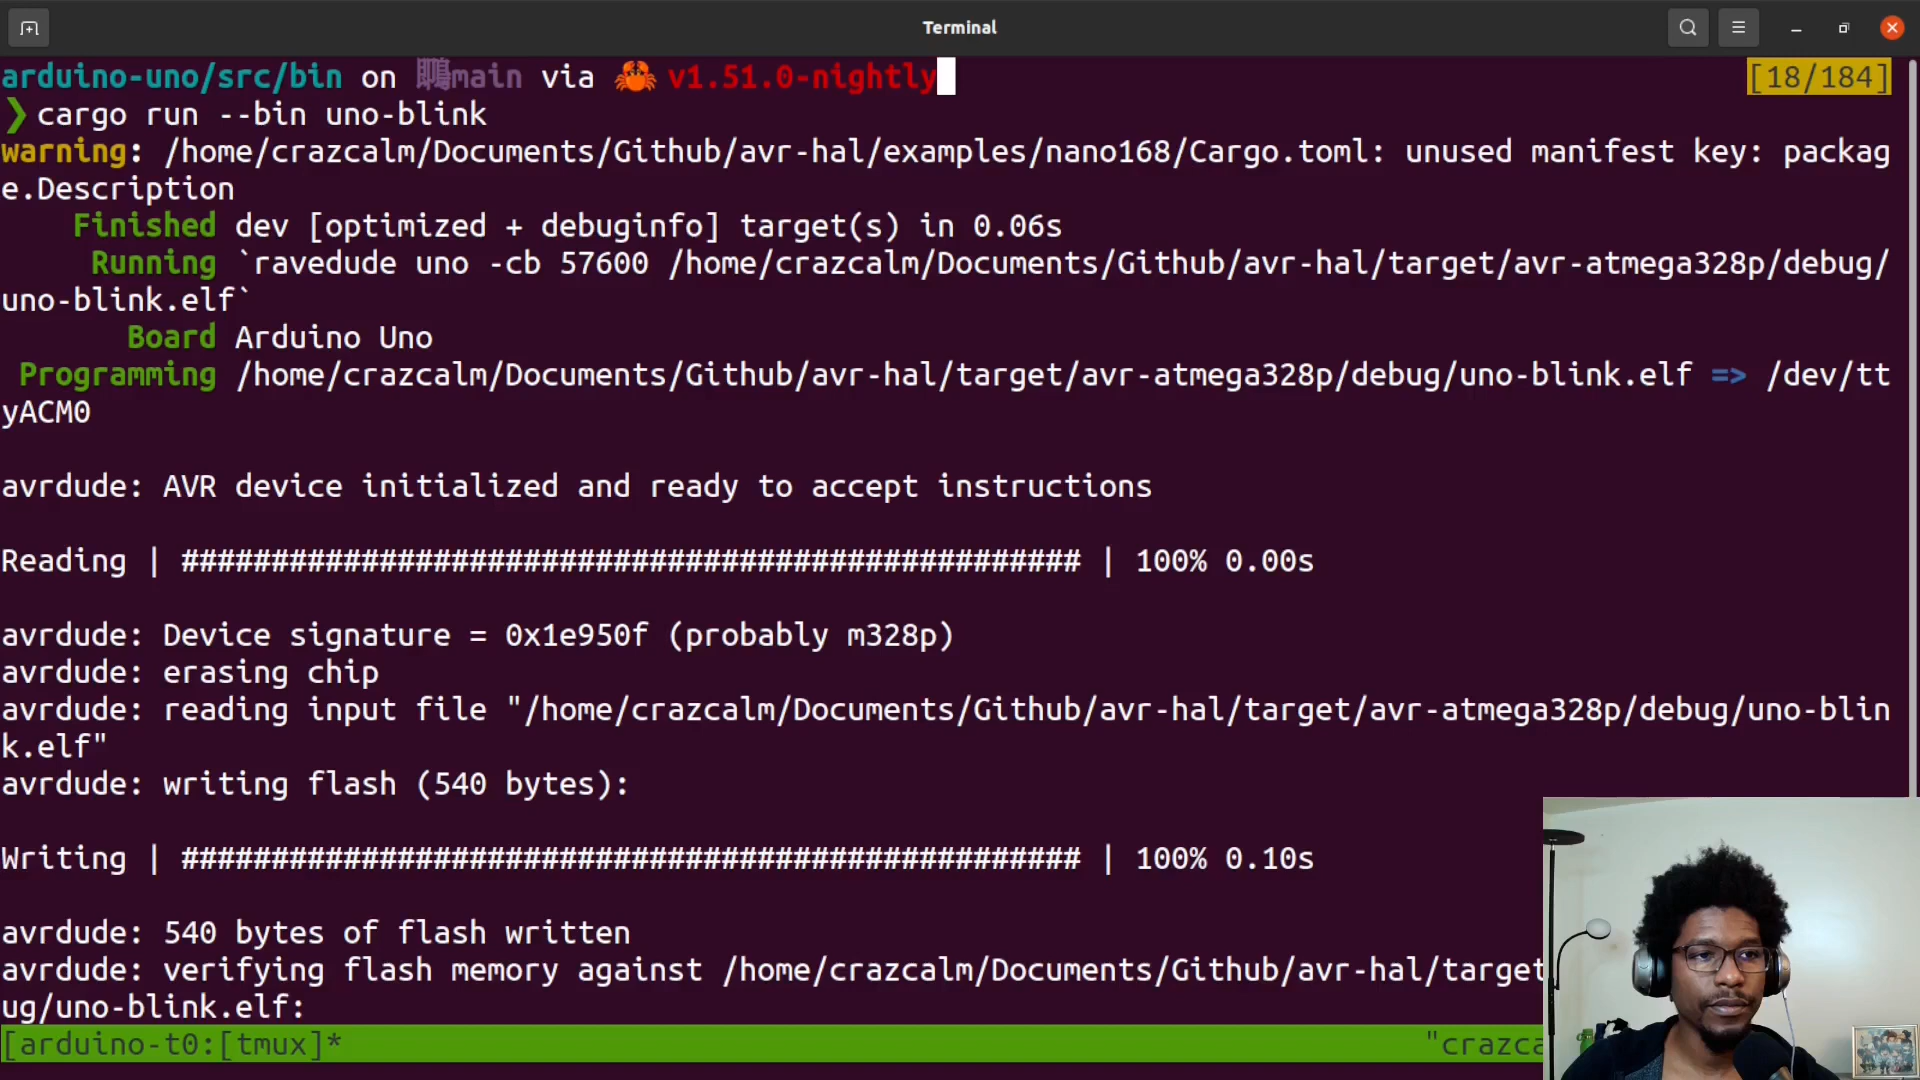 Terminal
arduino-uno/src/bin on main via 🦀 v1.51.0-nightly [18/184]
❯ cargo run --bin uno-blink
warning: /home/crazcalm/Documents/Github/avr-hal/examples/nano168/Cargo.toml: unused manifest key: packag
e.Description
Finished dev [optimized + debuginfo] target(s) in 0.06s
Running `ravedude uno -cb 57600 /home/crazcalm/Documents/Github/avr-hal/target/avr-atmega328p/debug/
uno-blink.elf`
Board Arduino Uno
Programming /home/crazcalm/Documents/Github/avr-hal/target/avr-atmega328p/debug/uno-blink.elf => /dev/tt
yACM0
avrdude: AVR device initialized and ready to accept instructions
Reading | ################################################## | 100% 0.00s
avrdude: Device signature = 0x1e950f (probably m328p)
avrdude: erasing chip
avrdude: reading input file "/home/crazcalm/Documents/Github/avr-hal/target/avr-atmega328p/debug/uno-blin
k.elf"
avrdude: writing flash (540 bytes):
Writing | ################################################## | 100% 0.10s
avrdude: 540 bytes of flash written
avrdude: verifying flash memory against /home/crazcalm/Documents/Github/avr-hal/target
ug/uno-blink.elf:
[arduino-t0:[tmux]* "crazca